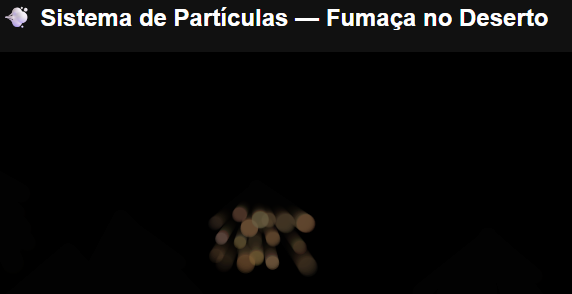 Sistema de Partículas — Fumaça no Deserto